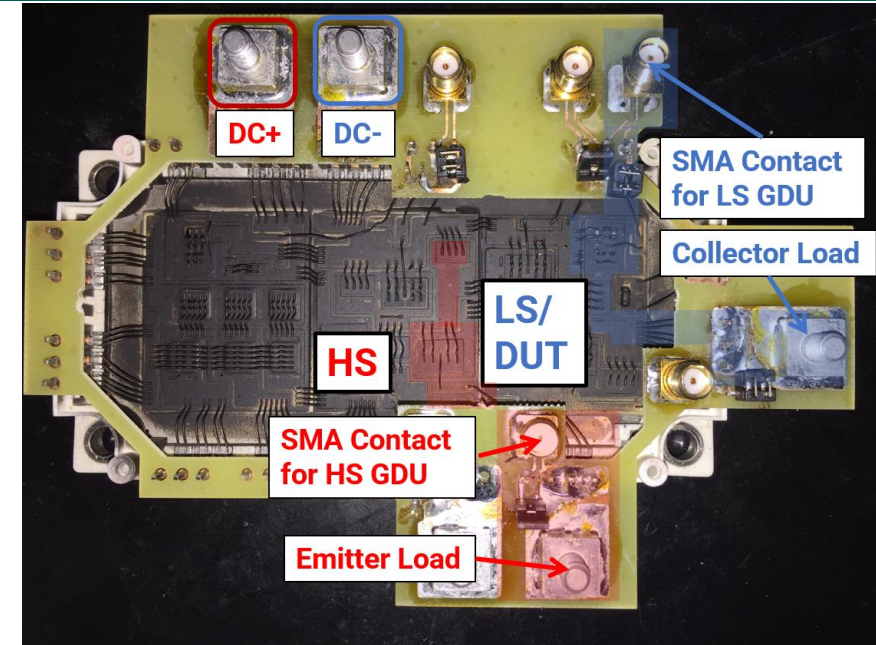 DC+
DC-
SMA Contact
for LS GDU
Collector Load
LS/
DUT
HS
SMA Contact
for HS GDU
Emitter Load